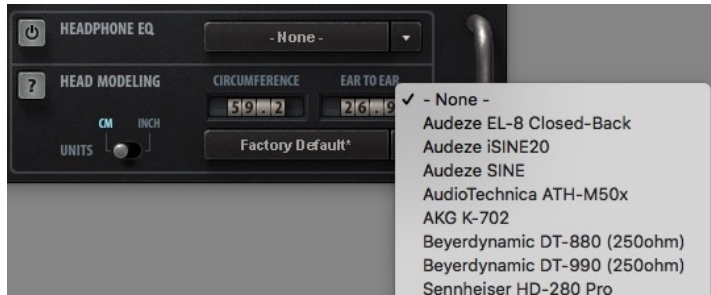 HEADPHONE EQ
- None -
? HEAD MODELING
CIRCUMFERENCE
EAR TO EAR
59.2
26.9
CM
INCH
UNITS
Factory Default*
✓ - None -
Audeze EL-8 Closed-Back
Audeze iSINE20
Audeze SINE
AudioTechnica ATH-M50x
AKG K-702
Beyerdynamic DT-880 (250ohm)
Beyerdynamic DT-990 (250ohm)
Sennheiser HD-280 Pro